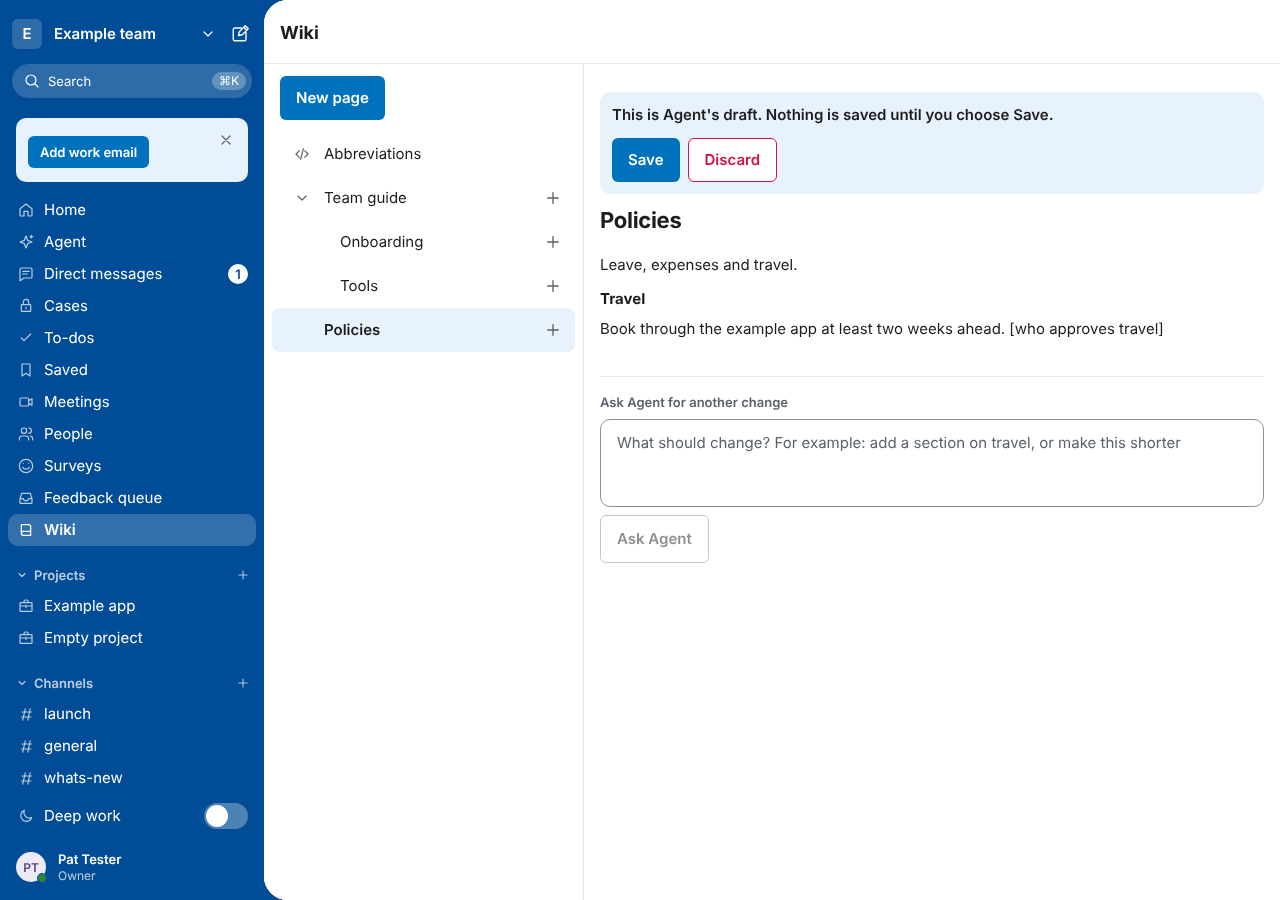 E
Example team
Search
⌘K
Add work email
Home
Agent
Direct messages
1
Cases
To-dos
Saved
Meetings
People
Surveys
Feedback queue
Wiki
Projects
Example app
Empty project
Channels
# launch
# general
# whats-new
Deep work
PT
Pat Tester
Owner
Wiki
New page
Abbreviations
Team guide
Onboarding
Tools
Policies
This is Agent's draft. Nothing is saved until you choose Save.
Save
Discard
Policies
Leave, expenses and travel.
Travel
Book through the example app at least two weeks ahead. [who approves travel]
Ask Agent for another change
What should change? For example: add a section on travel, or make this shorter
Ask Agent